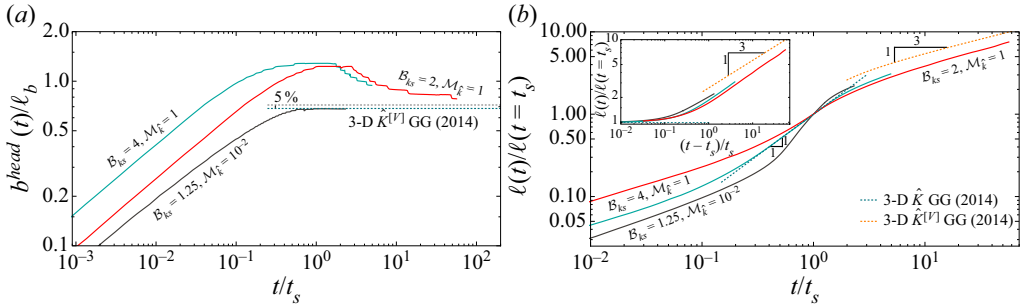 (a)
2.0
1.0
0.5
0.1
b^head (t)/ℓ_b
B_ks = 4, M_k̂ = 1
B_ks = 2, M_k̂ = 1
B_ks = 1.25, M_k̂ = 10^–2
5 %
3-D K̂^[V] GG (2014)
10^–3 10^–2 10^–1 10^0 10^1 10^2
t/t_s
(b)
10.00
5.00
1.00
0.50
0.10
0.05
ℓ(t)/ℓ(t = t_s)
10
5
2
1
ℓ(t)/ℓ(t = t_s)
3
1
10^–2 10^–1 10^0 10^1
(t – t_s)/t_s
3
1
B_ks = 2, M_k̂ = 1
1
1
B_ks = 4, M_k̂ = 1
B_ks = 1.25, M_k̂ = 10^–2
3-D K̂ GG (2014)
3-D K̂^[V] GG (2014)
10^–2 10^–1 10^0 10^1
t/t_s